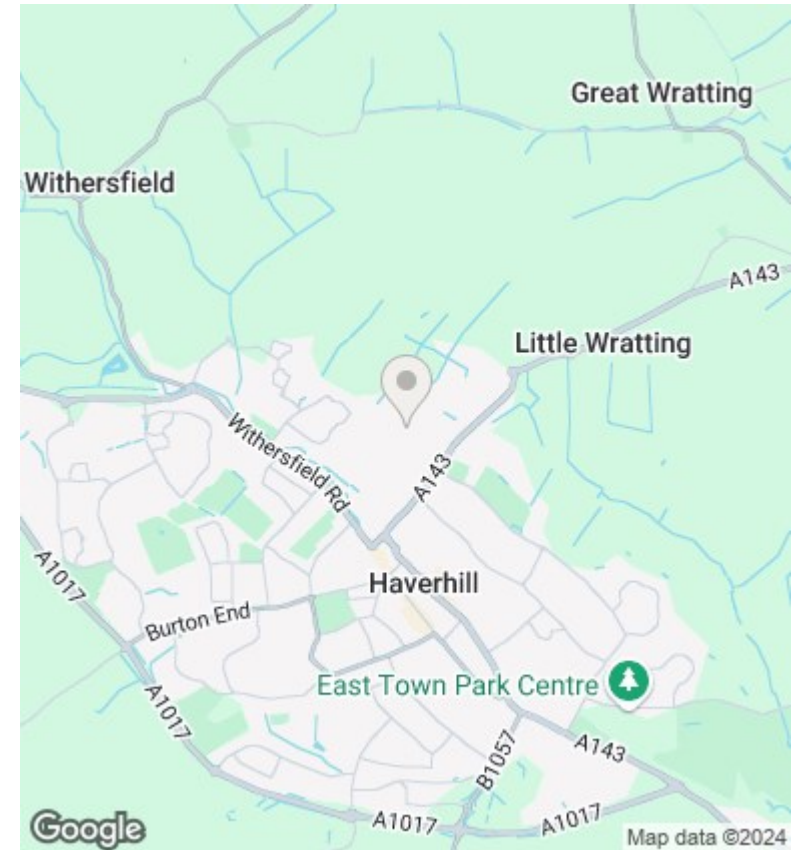 Great Wratting
Withersfield
A143
Little Wratting
Withersfield Rd
A143
Haverhill
A1017
Burton End
East Town Park Centre
A1017
A143
B1057
A1017
A1017
Google
Map data ©2024